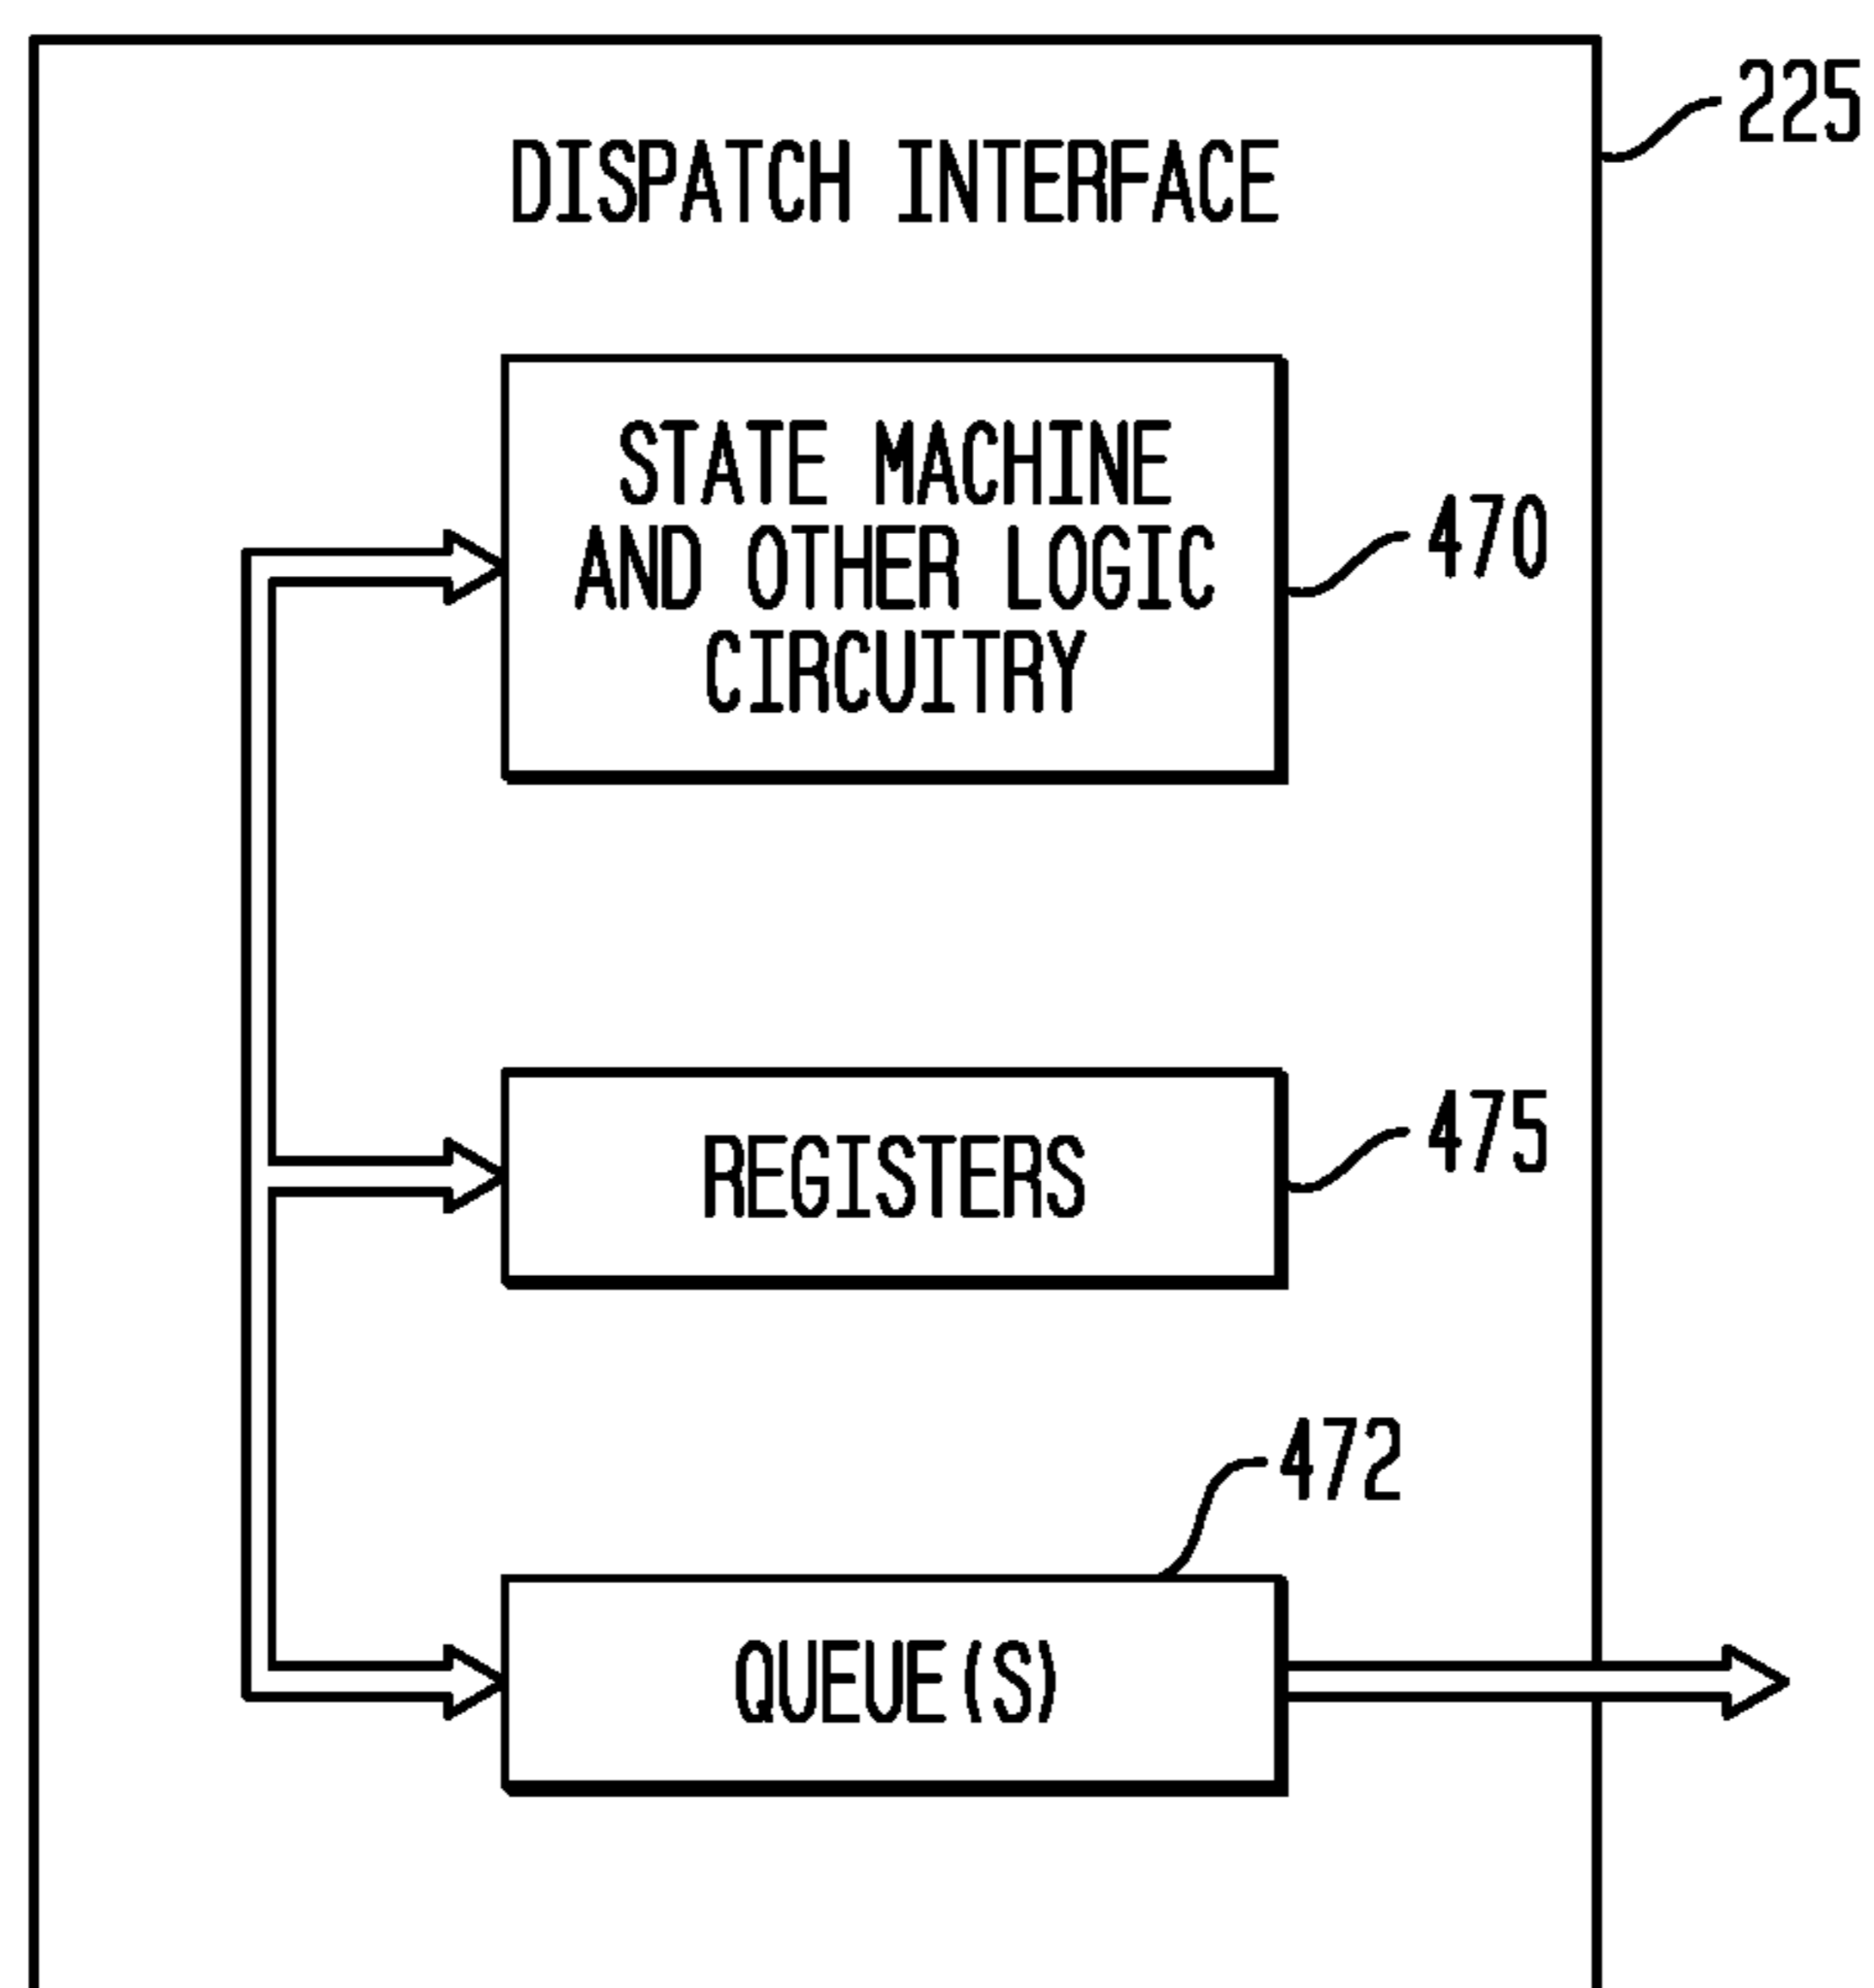 225
DISPATCH INTERFACE
STATE MACHINE
AND OTHER LOGIC
CIRCUITRY
470
REGISTERS
475
472
QUEUE(S)